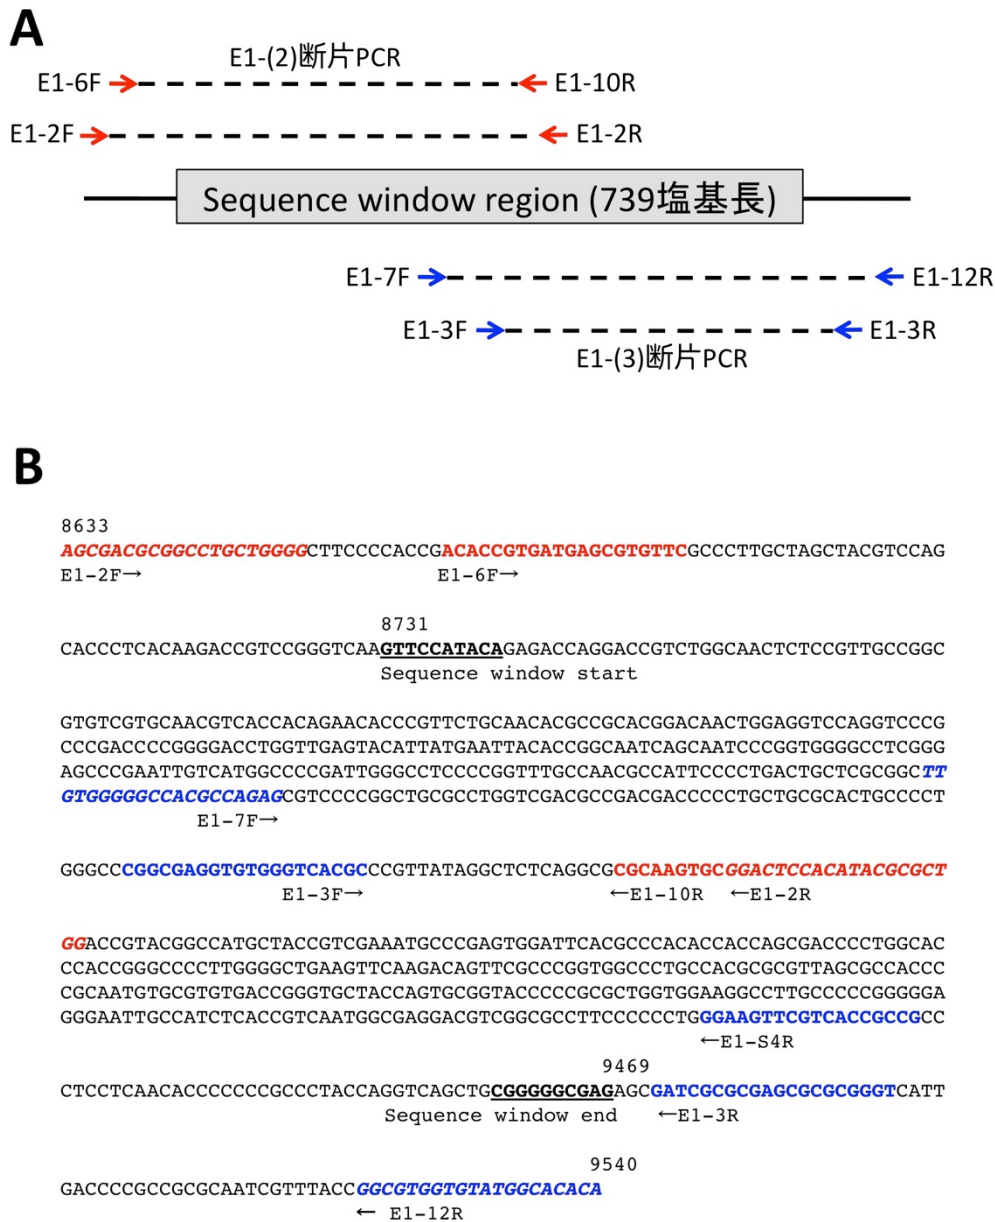 A
E1-(2)断片PCR
E1-6F E1-10R
E1-2F E1-2R
Sequence window region (739塩基長)
E1-7F E1-12R
E1-3F E1-3R
E1-(3)断片PCR
B
8633
AGCGACGCGGCCTGCTGGGGCTTCCCCACCGACACCGTGATGAGCGTGTTCGCCCTTGCTAGCTACGTCCAG
E1-2F→ E1-6F→
8731
CACCCTCACAAGACCGTCCGGGTCAAGTTCCATACAGAGACCAGGACCGTCTGGCAACTCTCCGTTGCCGGC
Sequence window start
GTGTCGTGCAACGTCACCACAGAACACCCGTTCTGCAACACGCCGCACGGACAACTGGAGGTCCAGGTCCCG
CCCGACCCCGGGGACCTGGTTGAGTACATTATGAATTACACCGGCAATCAGCAATCCCGGTGGGGCCTCGGG
AGCCCGAATTGTCATGGCCCCGATTGGGCCTCCCCGGTTTGCCAACGCCATTCCCCTGACTGCTCGCGGCTT
GTGGGGGCCACGCCAGAGCGTCCCCGGCTGCGCCTGGTCGACGCCGACGACCCCCTGCTGCGCACTGCCCCT
E1-7F→
GGGCCCGGCGAGGTGTGGGTCACGCCCGTTATAGGCTCTCAGGCGCGCAAGTGCGGACTCCACATACGCGCT
E1-3F→ ←E1-10R ←E1-2R
GGACCGTACGGCCATGCTACCGTCGAAATGCCCGAGTGGATTCACGCCCACACCACCAGCGACCCCTGGCAC
CCACCGGGCCCCTTGGGGCTGAAGTTCAAGACAGTTCGCCCGGTGGCCCTGCCACGCGCGTTAGCGCCACCC
CGCAATGTGCGTGTGACCGGGTGCTACCAGTGCGGTACCCCCGCGCTGGTGGAAGGCCTTGCCCCCGGGGGA
GGGAATTGCCATCTCACCGTCAATGGCGAGGACGTCGGCGCCTTCCCCCCTGGGAAGTTCGTCACCGCCGCC
←E1-S4R
9469
CTCCTCAACACCCCCCCGCCCTACCAGGTCAGCTGCGGGGGCGAGAGCGATCGCGCGAGCGCGCGGGTCATT
Sequence window end ←E1-3R
9540
GACCCCGCCGCGCAATCGTTTACCGGCGTGGTGTATGGCACACA
← E1-12R